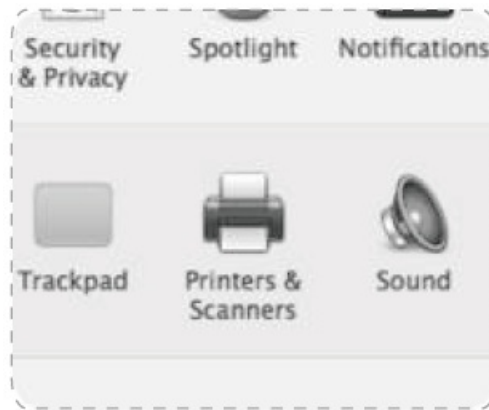 Security Spotlight Notifications
& Privacy
Trackpad Printers & Sound
Scanners